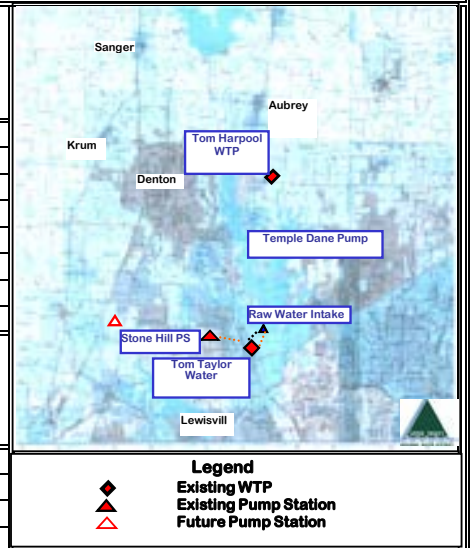 Sanger
Aubrey
Tom Harpool
WTP
Krum
Denton
Temple Dane Pump
Raw Water Intake
Stone Hill PS
Tom Taylor
Water
Lewisvill
Legend
Existing WTP
Existing Pump Station
Future Pump Station